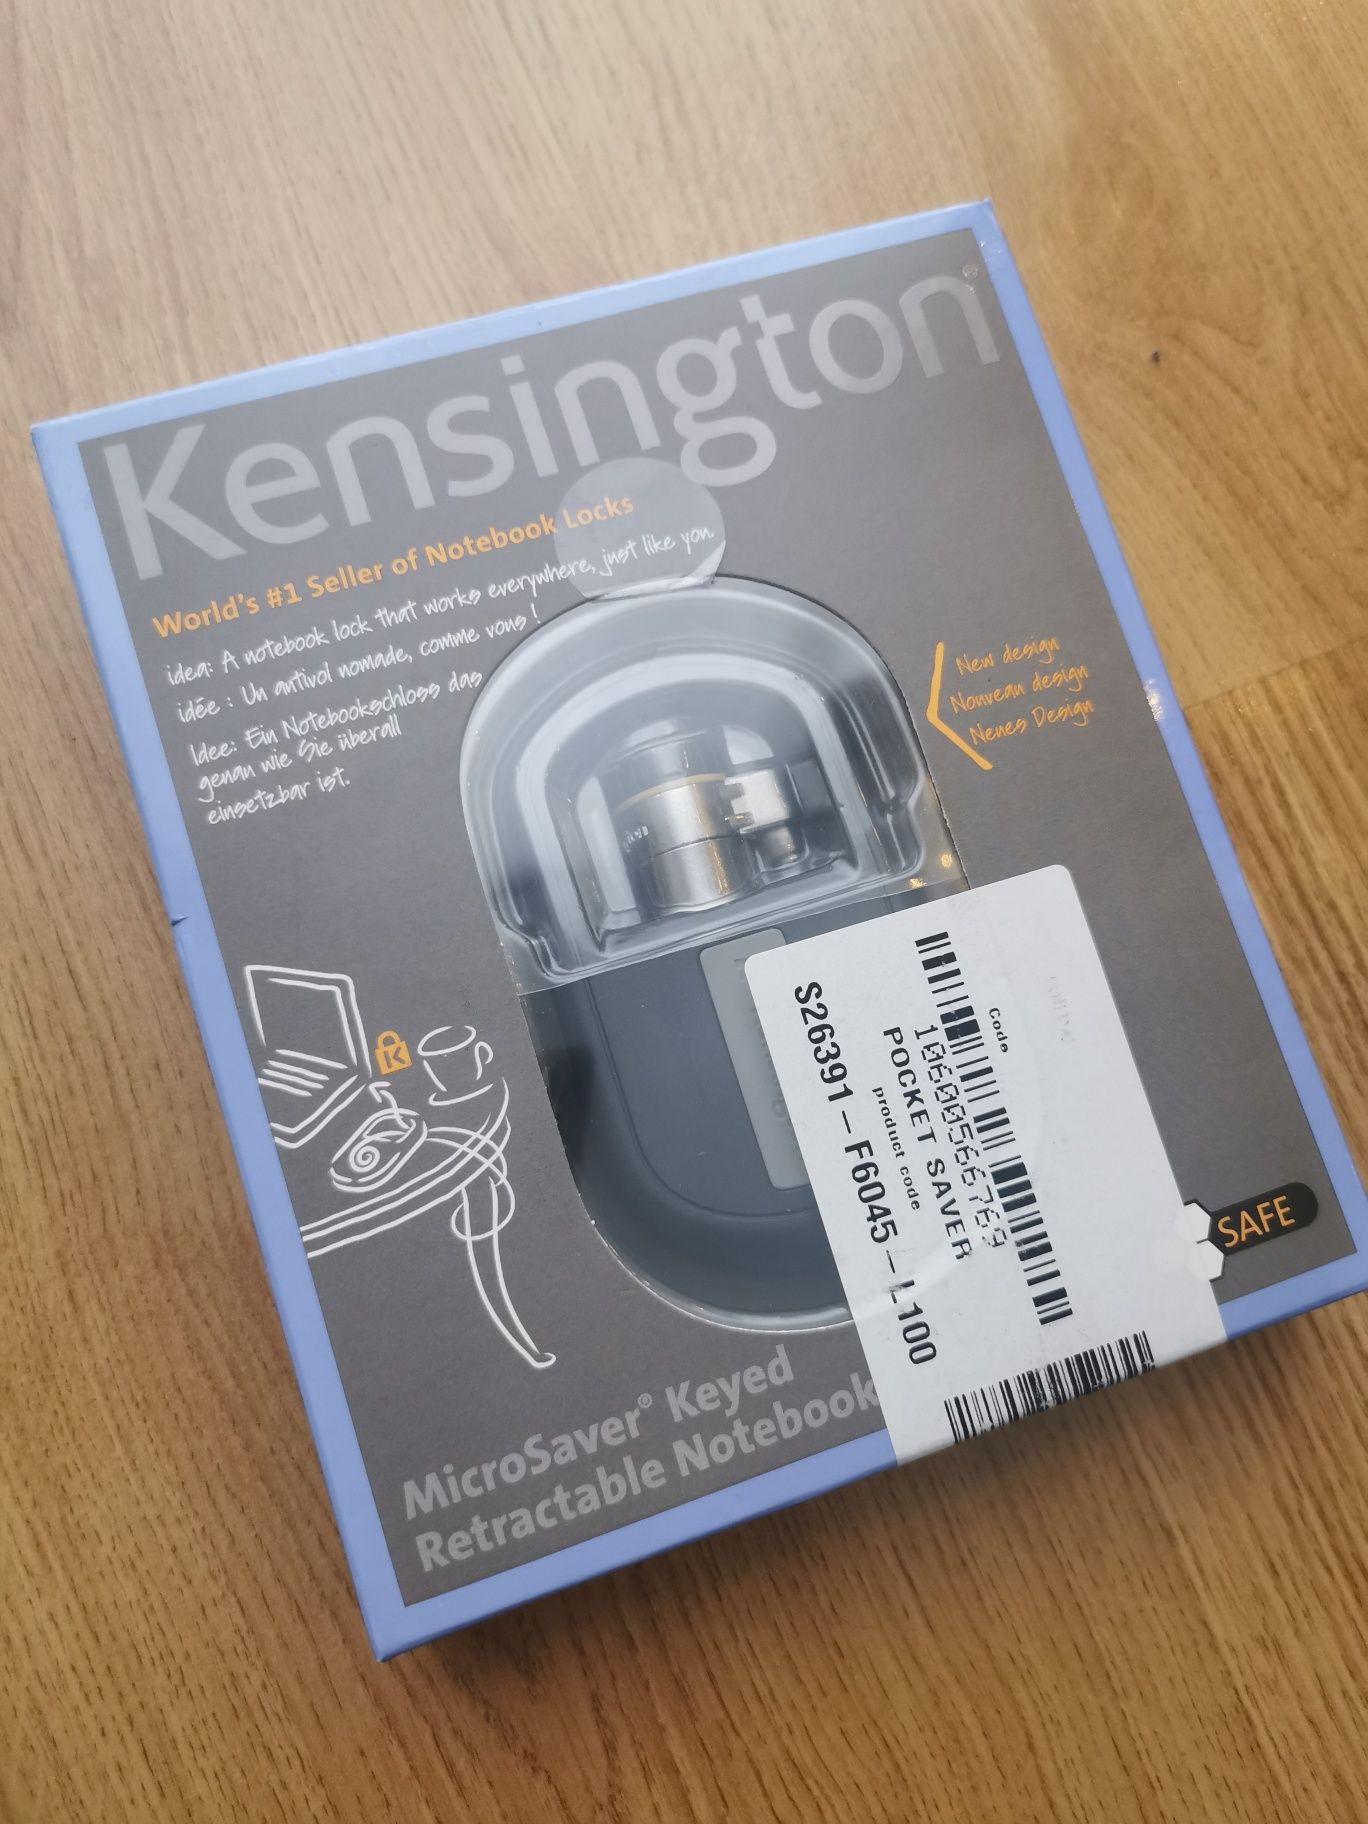 Kensington®
World's #1 Seller of Notebook Locks
idea: A notebook lock that works everywhere, just like you.
idée : Un antivol nomade, comme vous !
Idee: Ein Notebookschloss das
genau wie Sie überall
einsetzbar ist.
New design
Nouveau design
Neues Design
Code
10600566769
POCKET SAVER
product code
S26391-F6045-L100
SAFE
MicroSaver® Keyed
Retractable Notebook